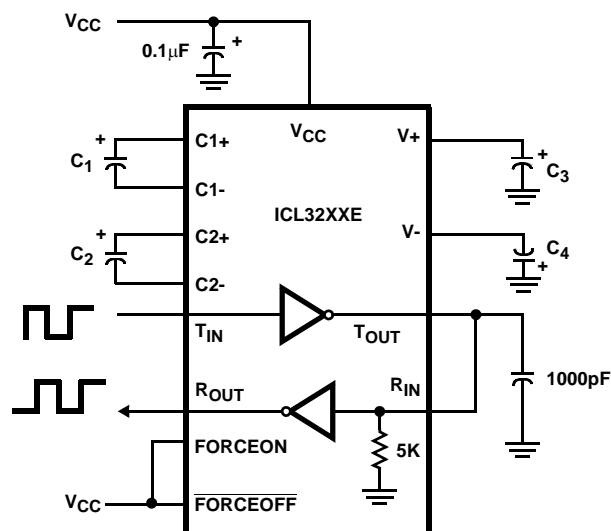 VCC
0.1μF
+
VCC
C1+
V+
+
C1
+
C3
C1-
ICL32XXE
C2+
V-
+
C2
C4
+
C2-
TIN
TOUT
1000pF
ROUT
RIN
5K
FORCEON
VCC
FORCEOFF